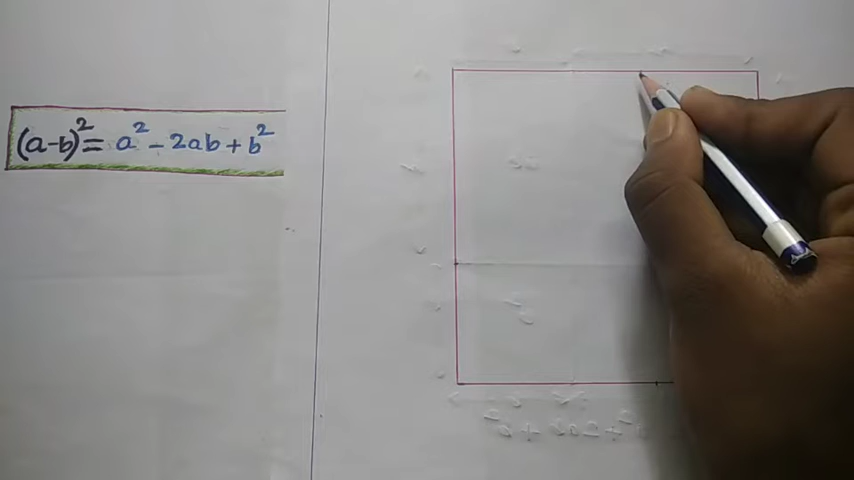 (a-b)² = a² - 2ab + b²